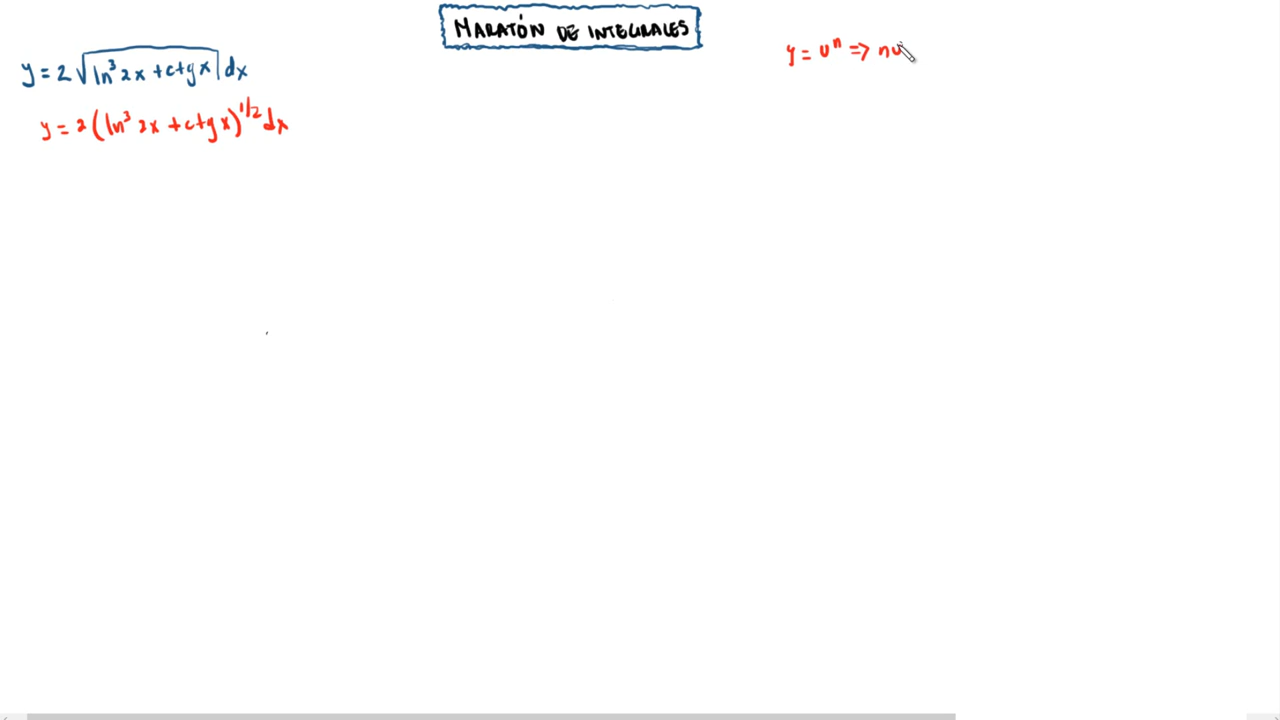 MARATÓN DE INTEGRALES
y = 2 √(ln³ 2x + ctg x) dx
y = 2 (ln³ 2x + ctg x)^1/2 dx
y = u^n => nu